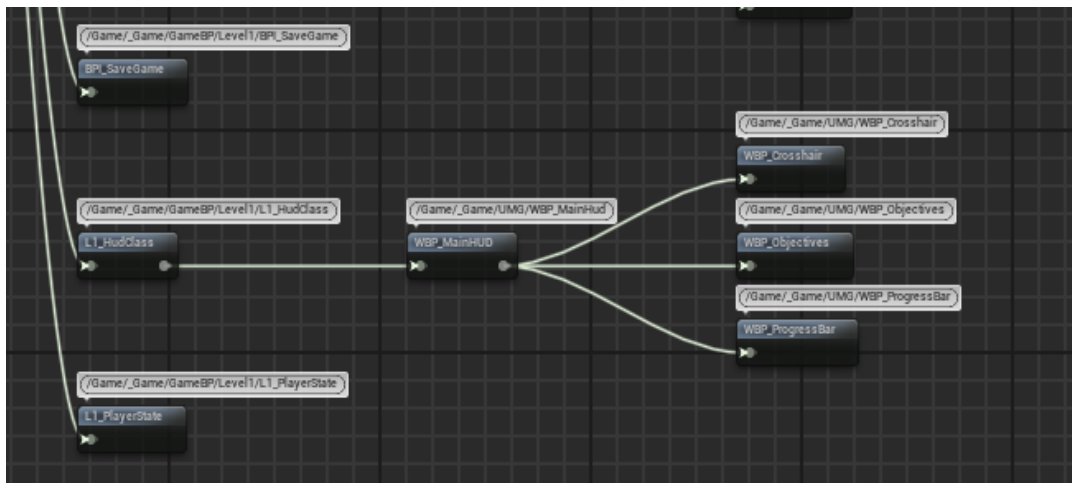 /Game/_Game/GameBP/Level1/BPI_SaveGame
BPI_SaveGame
/Game/_Game/UMG/WBP_Crosshair
WBP_Crosshair
/Game/_Game/GameBP/Level1/L1_HudClass
L1_HudClass
/Game/_Game/UMG/WBP_MainHud
WBP_MainHUD
/Game/_Game/UMG/WBP_Objectives
WBP_Objectives
/Game/_Game/UMG/WBP_ProgressBar
WBP_ProgressBar
/Game/_Game/GameBP/Level1/L1_PlayerState
L1_PlayerState